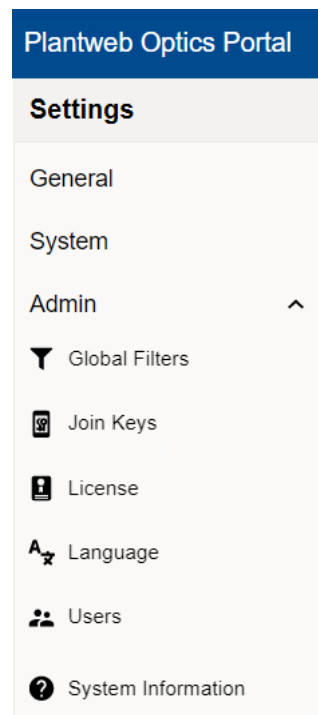 Plantweb Optics Portal
Settings
General
System
Admin
Global Filters
Join Keys
License
Language
Users
System Information